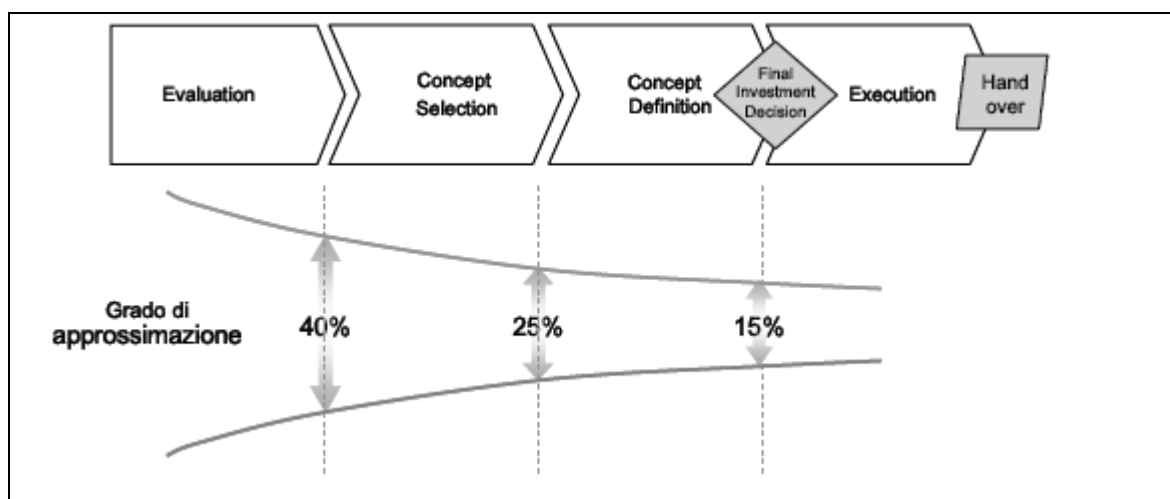 Evaluation
Concept
Selection
Concept
Definition
Final
Investment
Decision
Execution
Hand
over
Grado di
approssimazione
40%
25%
15%